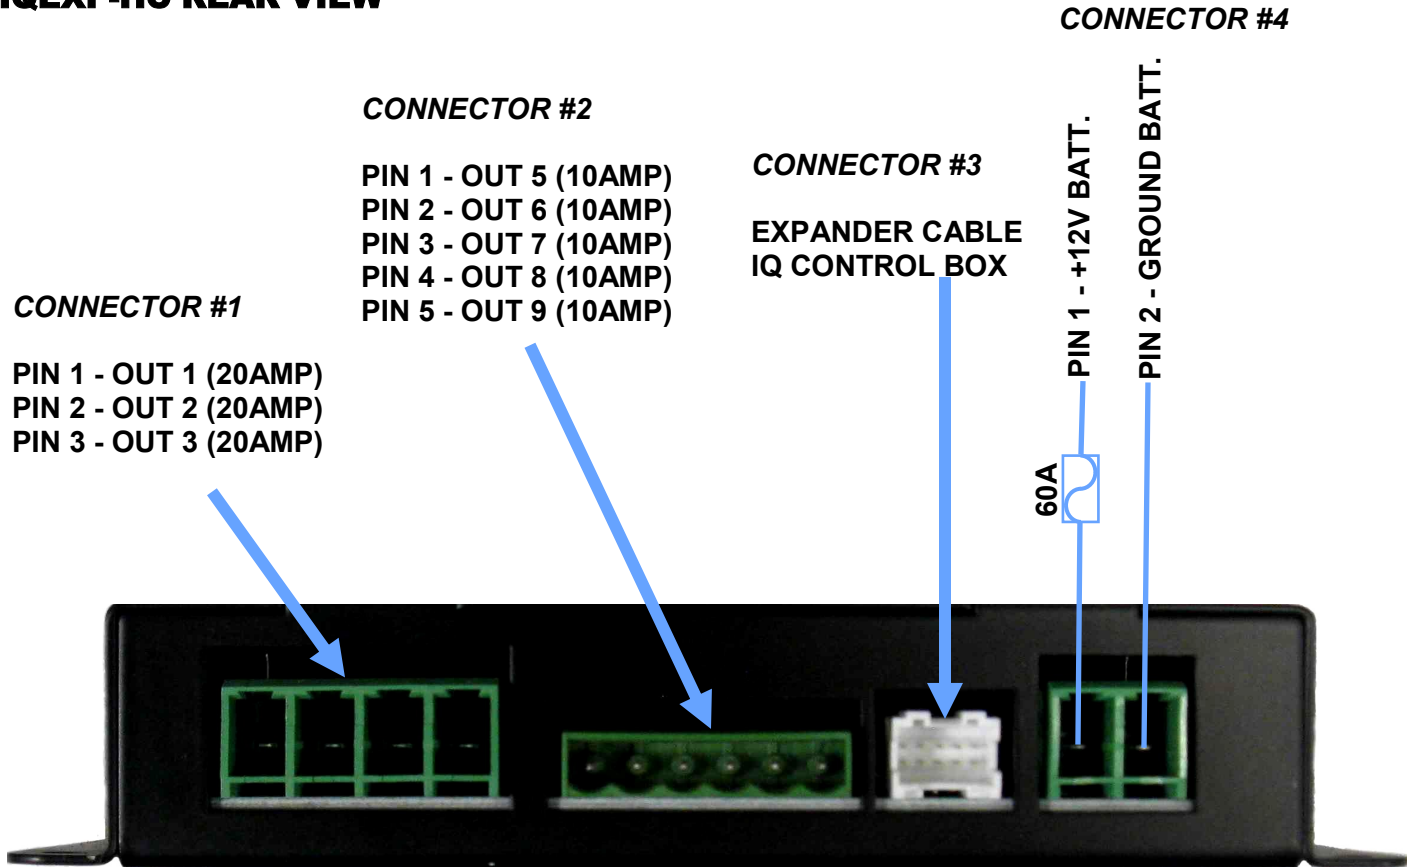 REAR VIEW
CONNECTOR #1
PIN 1 - OUT 1 (20AMP)
PIN 2 - OUT 2 (20AMP)
PIN 3 - OUT 3 (20AMP)
CONNECTOR #2
PIN 1 - OUT 5 (10AMP)
PIN 2 - OUT 6 (10AMP)
PIN 3 - OUT 7 (10AMP)
PIN 4 - OUT 8 (10AMP)
PIN 5 - OUT 9 (10AMP)
CONNECTOR #3
EXPANDER CABLE
IQ CONTROL BOX
CONNECTOR #4
PIN 1 - +12V BATT.
PIN 2 - GROUND BATT.
60A